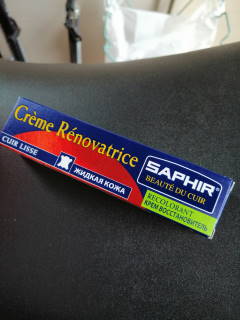 Crème Rénovatrice
CUIR LISSE
ЖИДКАЯ КОЖА
SAPHIR®
BEAUTÉ DU CUIR
RECOLORANT
КРЕМ ВОССТАНОВИТЕЛЬ